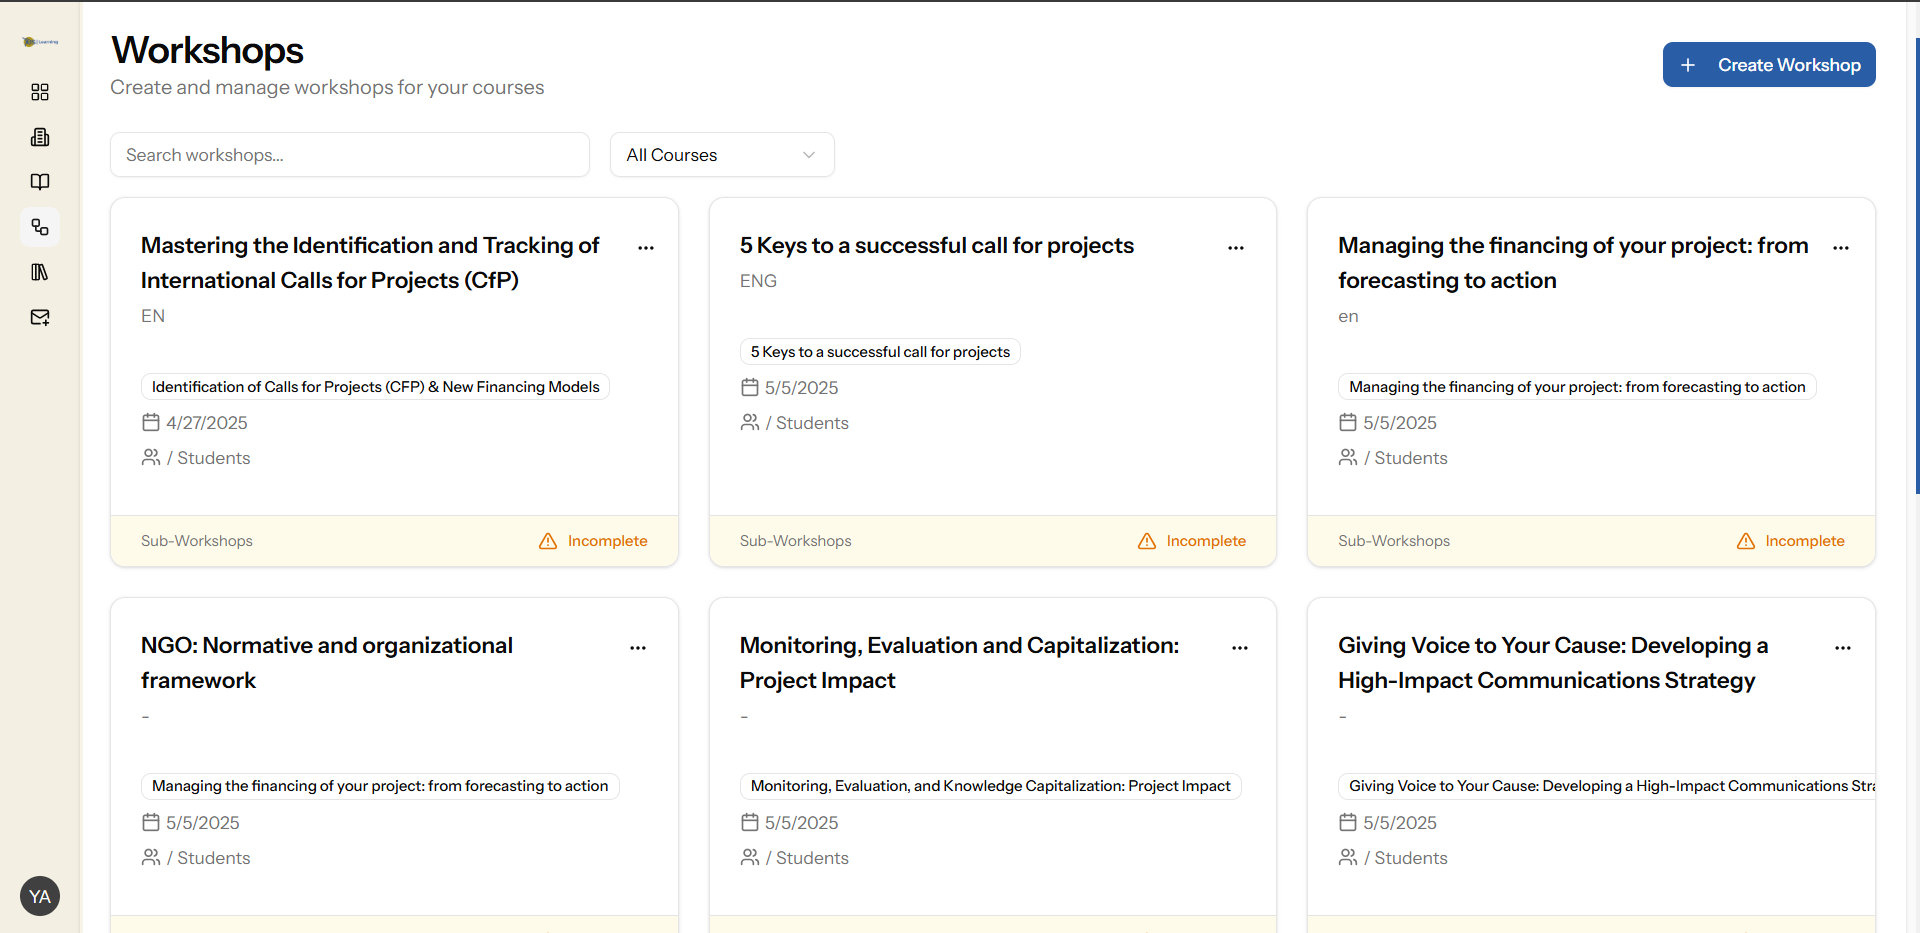 Workshops
Create and manage workshops for your courses
Create Workshop
Search workshops...
All Courses
Mastering the Identification and Tracking of
International Calls for Projects (CfP)
EN
Identification of Calls for Projects (CFP) & New Financing Models
4/27/2025
/ Students
Sub-Workshops
Incomplete
5 Keys to a successful call for projects
ENG
5 Keys to a successful call for projects
5/5/2025
/ Students
Sub-Workshops
Incomplete
Managing the financing of your project: from
forecasting to action
en
Managing the financing of your project: from forecasting to action
5/5/2025
/ Students
Sub-Workshops
Incomplete
NGO: Normative and organizational
framework
-
Managing the financing of your project: from forecasting to action
5/5/2025
/ Students
Monitoring, Evaluation and Capitalization:
Project Impact
-
Monitoring, Evaluation, and Knowledge Capitalization: Project Impact
5/5/2025
/ Students
Giving Voice to Your Cause: Developing a
High-Impact Communications Strategy
-
Giving Voice to Your Cause: Developing a High-Impact Communications Stra
5/5/2025
/ Students
YA